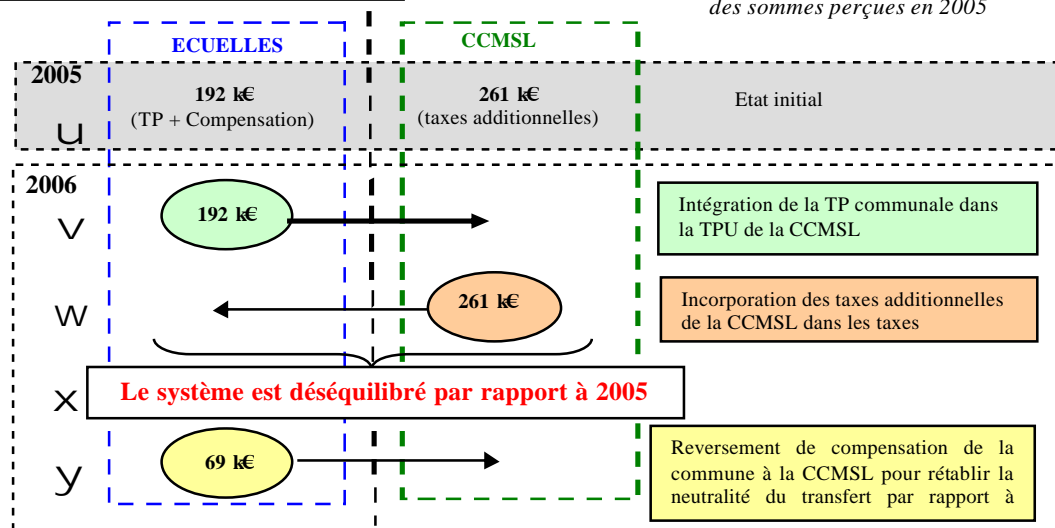 des sommes perçues en 2005
ECUELLES
CCMSL
2005
192 k€
(TP + Compensation)
261 k€
(taxes additionnelles)
Etat initial
u
2006
v
192 k€
Intégration de la TP communale dans
la TPU de la CCMSL
w
261 k€
Incorporation des taxes additionnelles
de la CCMSL dans les taxes
x
Le système est déséquilibré par rapport à 2005
y
69 k€
Reversement de compensation de la
commune à la CCMSL pour rétablir la
neutralité du transfert par rapport à